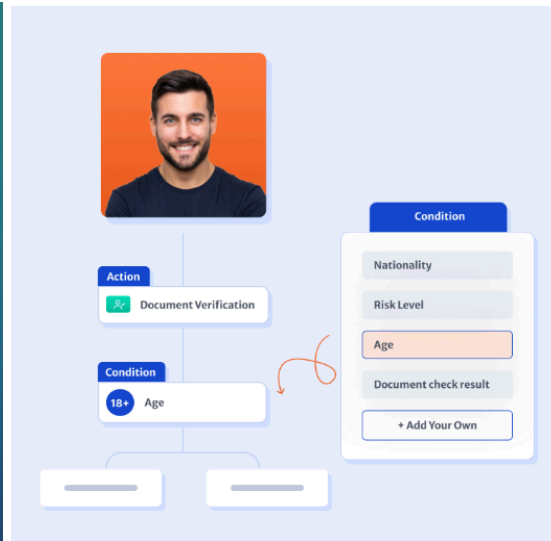 Action
Document Verification
Condition
18+ Age
Condition
Nationality
Risk Level
Age
Document check result
+ Add Your Own